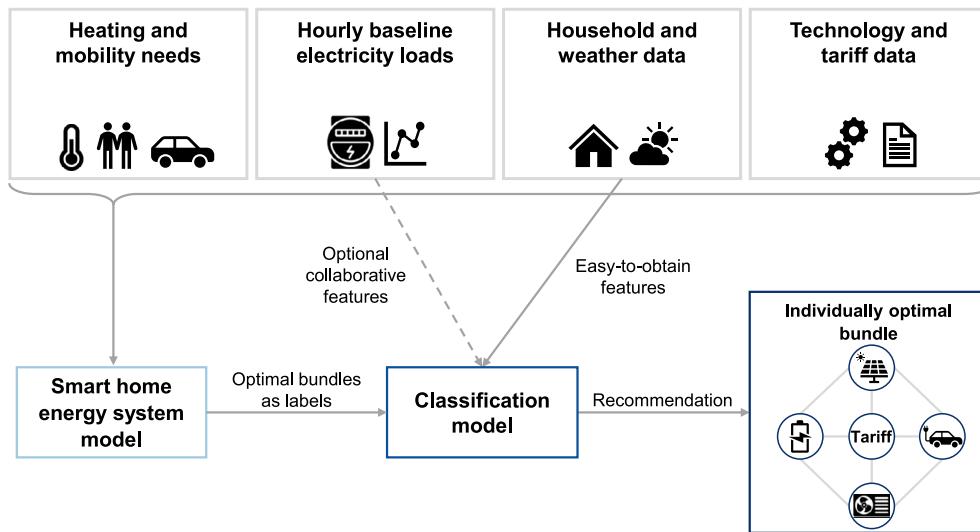 Heating and
mobility needs
Hourly baseline
electricity loads
Household and
weather data
Technology and
tariff data
Optional
collaborative
features
Easy-to-obtain
features
Smart home
energy system
model
Optimal bundles
as labels
Classification
model
Recommendation
Individually optimal
bundle
Tariff